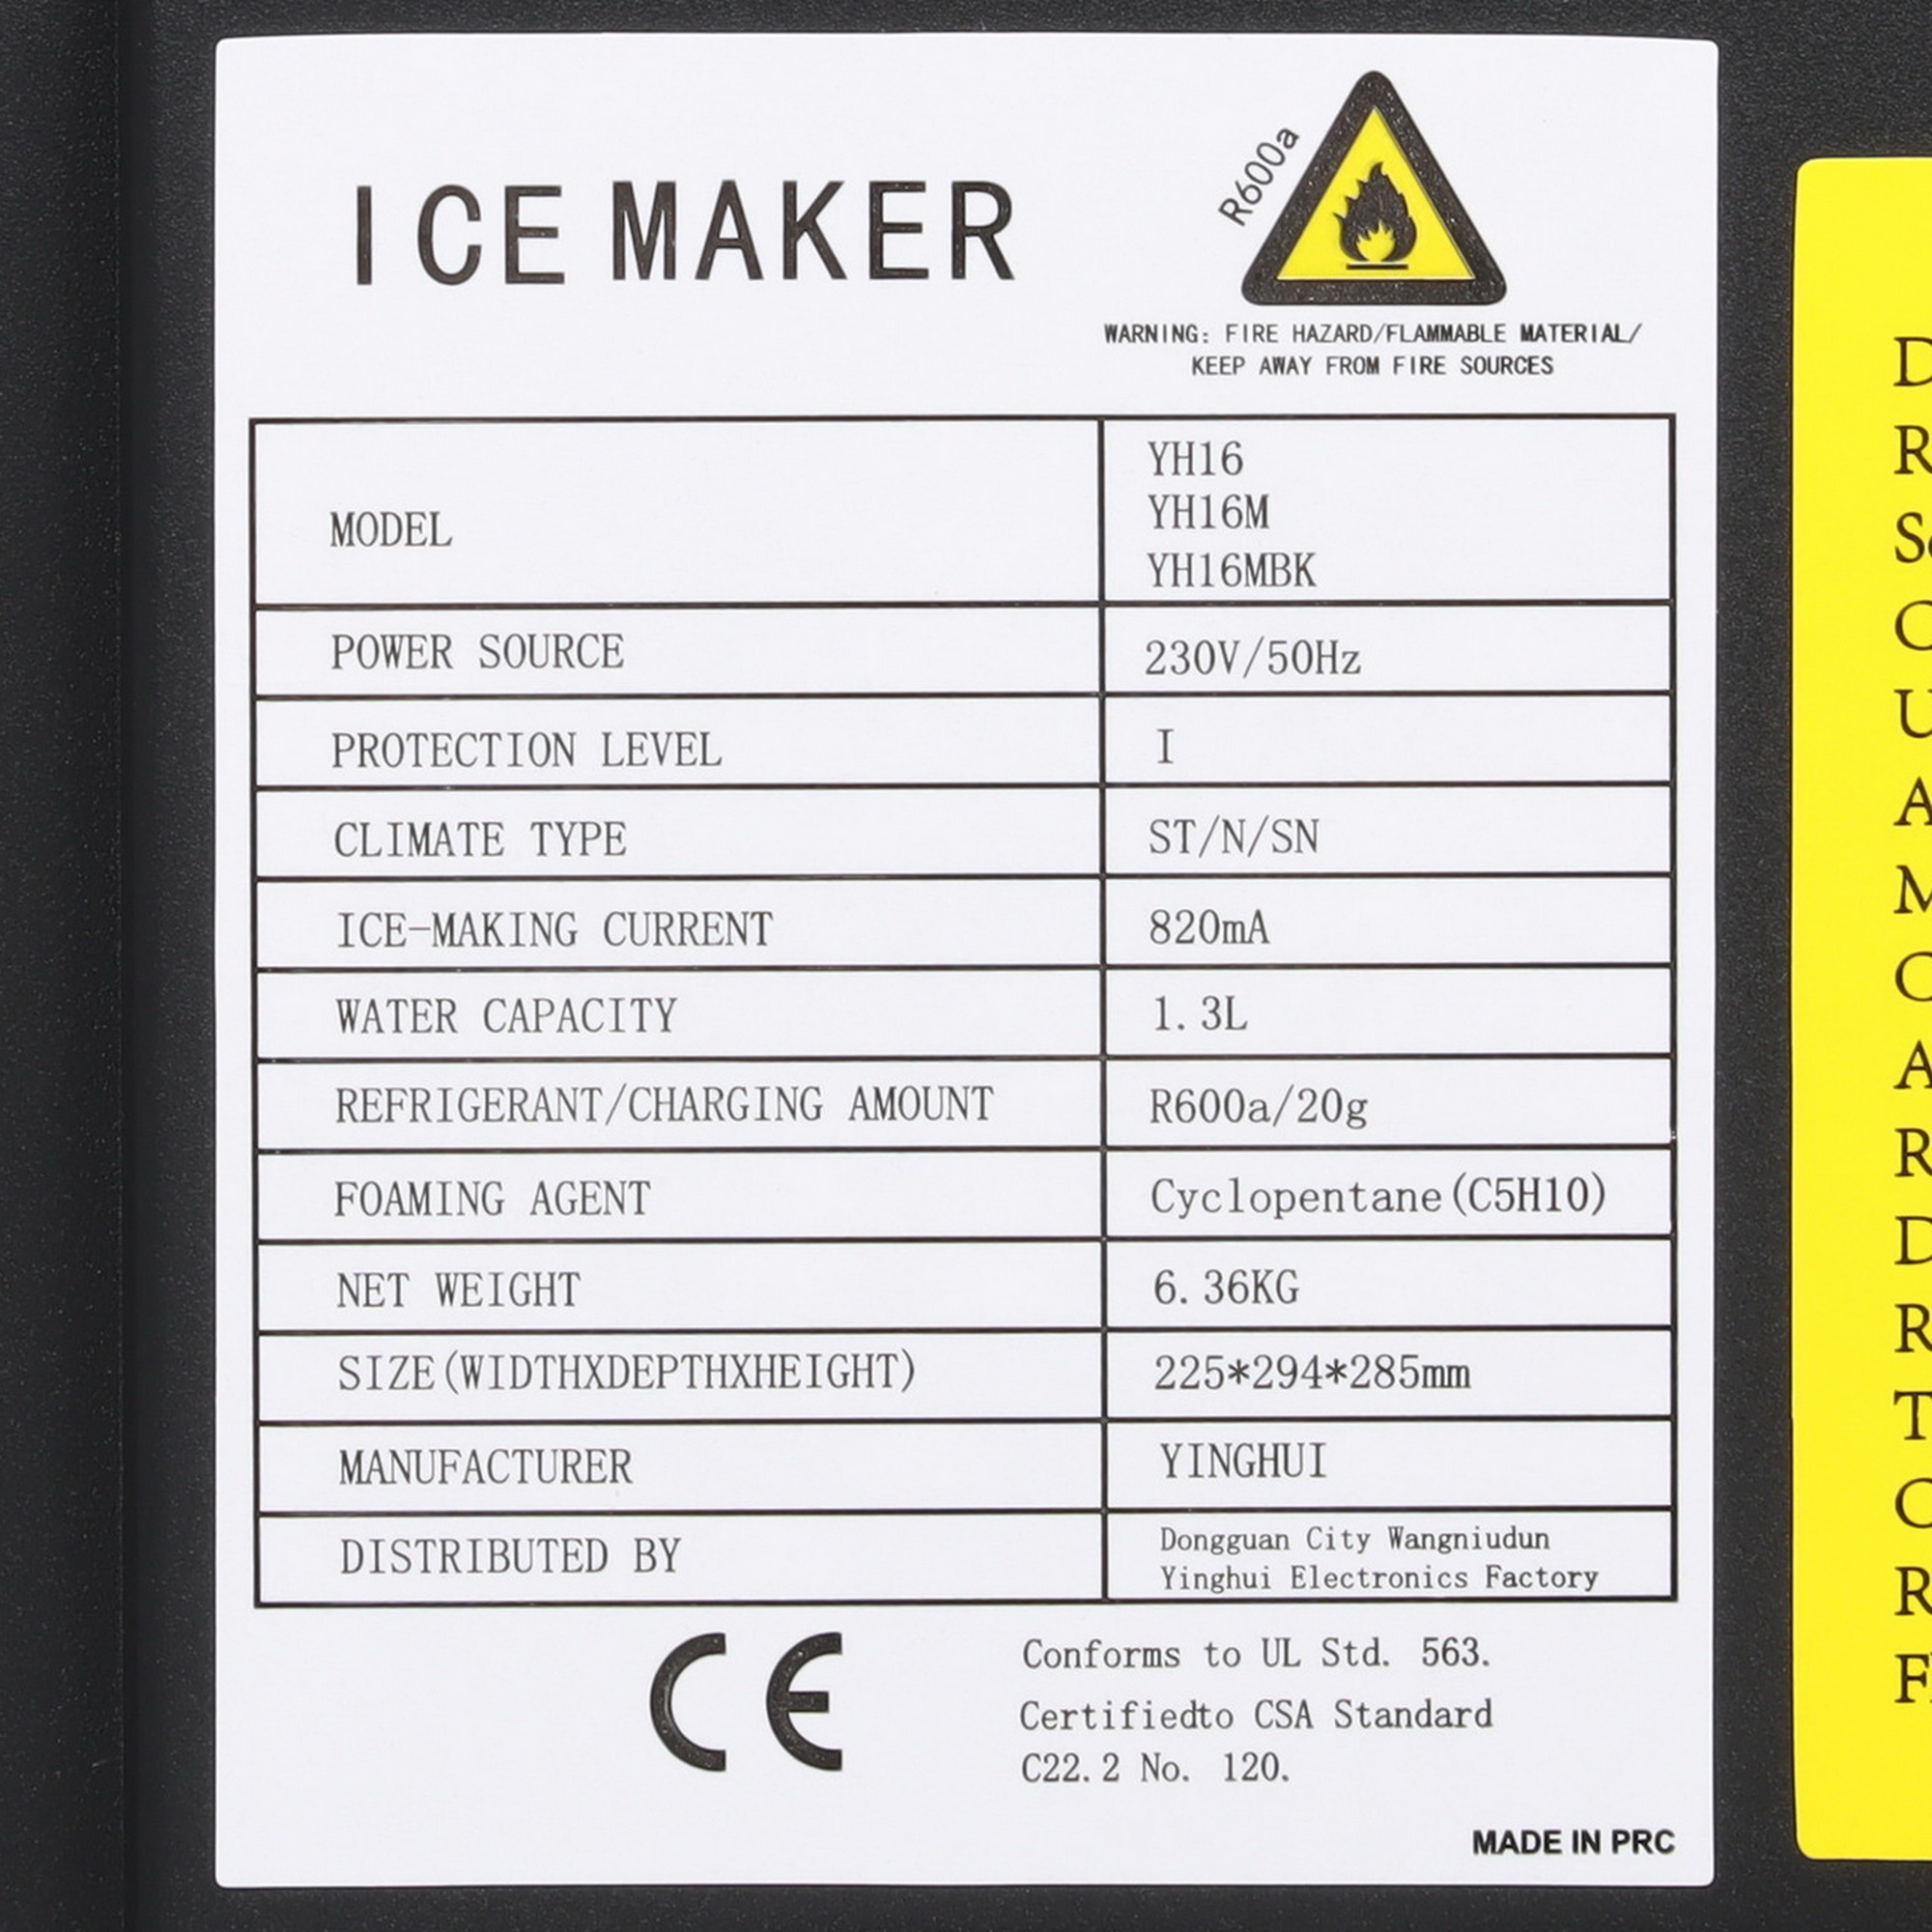 ICE MAKER
R600a
WARNING: FIRE HAZARD/FLAMMABLE MATERIAL/
KEEP AWAY FROM FIRE SOURCES
MODEL
YH16
YH16M
YH16MBK
POWER SOURCE 230V/50Hz
PROTECTION LEVEL I
CLIMATE TYPE ST/N/SN
ICE-MAKING CURRENT 820mA
WATER CAPACITY 1.3L
REFRIGERANT/CHARGING AMOUNT R600a/20g
FOAMING AGENT Cyclopentane(C5H10)
NET WEIGHT 6.36KG
SIZE(WIDTHXDEPTHXHEIGHT) 225*294*285mm
MANUFACTURER YINGHUI
DISTRIBUTED BY
Dongguan City Wangniudun
Yinghui Electronics Factory
CE
Conforms to UL Std. 563.
Certifiedto CSA Standard
C22.2 No. 120.
MADE IN PRC